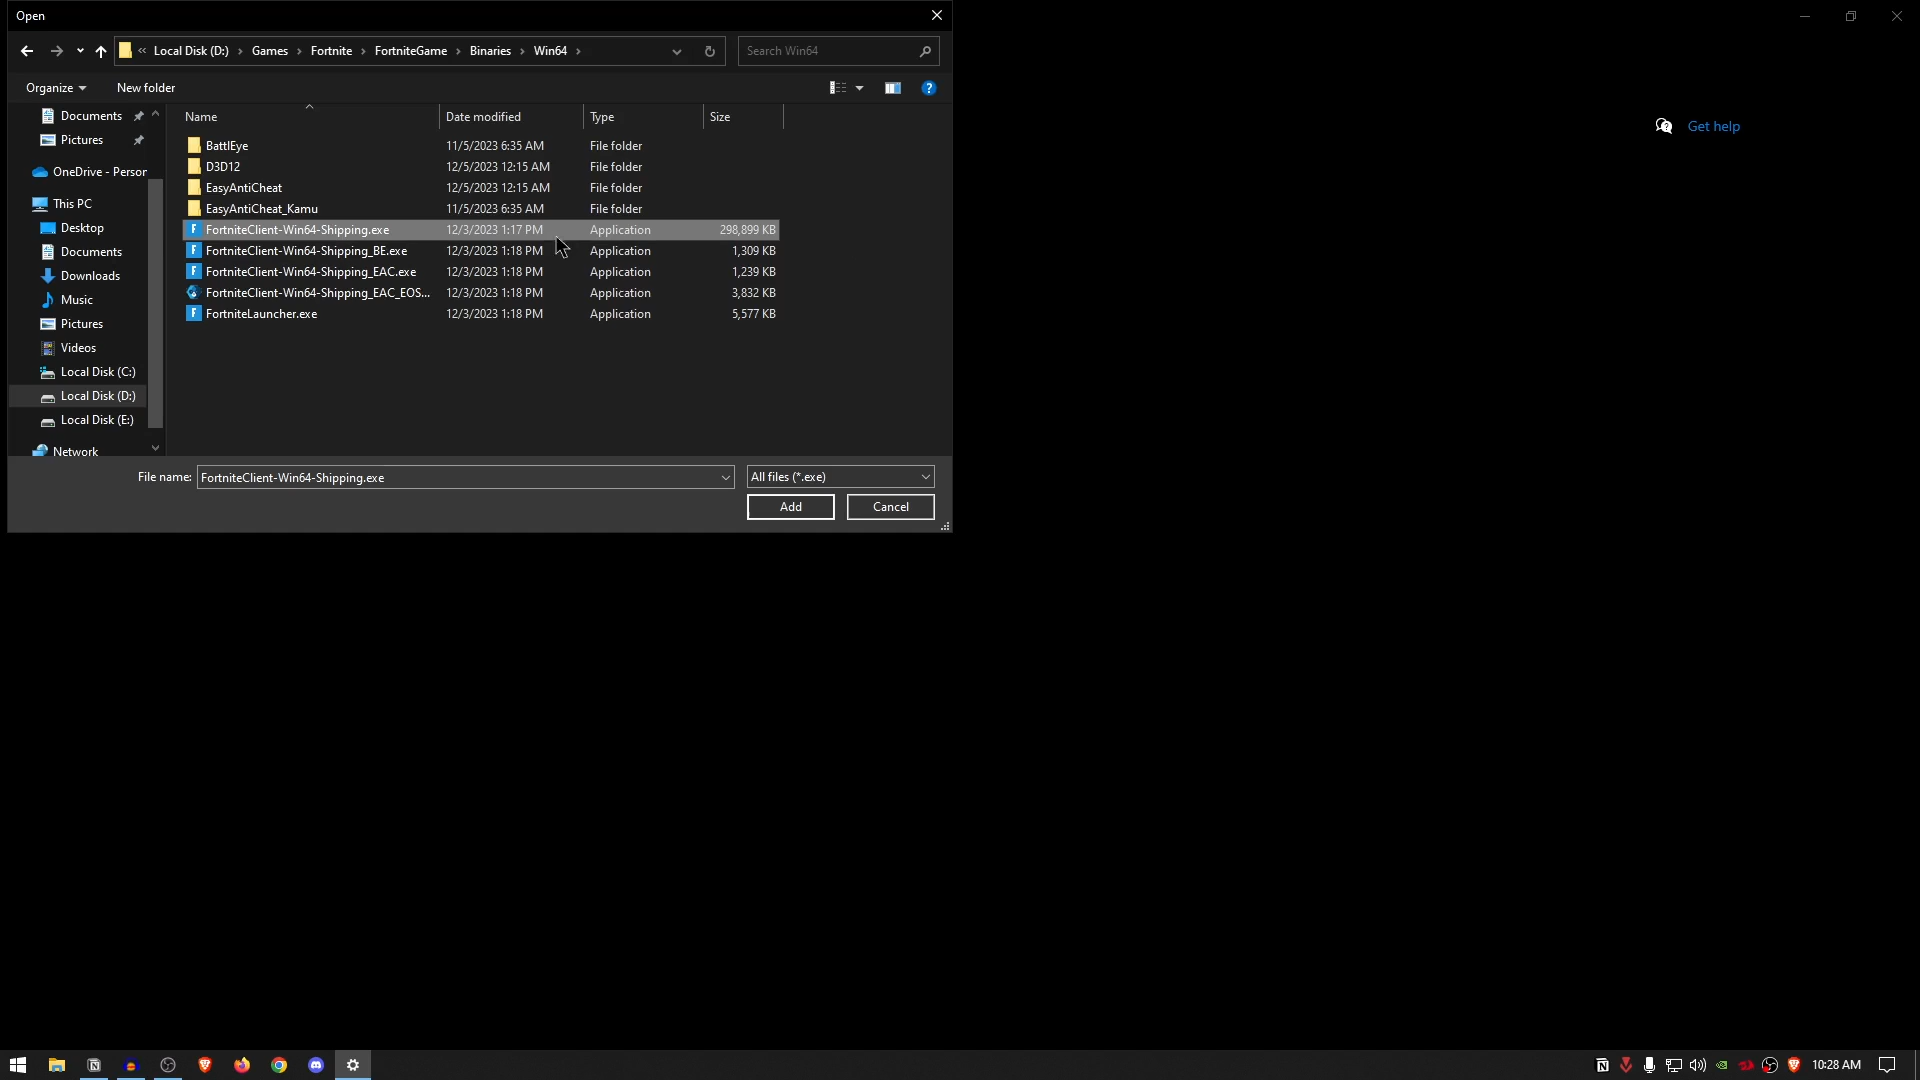 Open
« Local Disk (D:) › Games › Fortnite › FortniteGame › Binaries › Win64 ›
Search Win64
Organize
New folder
Documents
Pictures
OneDrive - Person
This PC
Desktop
Documents
Downloads
Music
Pictures
Videos
Local Disk (C:)
Local Disk (D:)
Local Disk (E:)
Network
Name Date modified Type Size
BattlEye 11/5/2023 6:35 AM File folder
D3D12 12/5/2023 12:15 AM File folder
EasyAntiCheat 12/5/2023 12:15 AM File folder
EasyAntiCheat_Kamu 11/5/2023 6:35 AM File folder
FortniteClient-Win64-Shipping.exe 12/3/2023 1:17 PM Application 298,899 KB
FortniteClient-Win64-Shipping_BE.exe 12/3/2023 1:18 PM Application 1,309 KB
FortniteClient-Win64-Shipping_EAC.exe 12/3/2023 1:18 PM Application 1,239 KB
FortniteClient-Win64-Shipping_EAC_EOS... 12/3/2023 1:18 PM Application 3,832 KB
FortniteLauncher.exe 12/3/2023 1:18 PM Application 5,577 KB
File name: FortniteClient-Win64-Shipping.exe
All files (*.exe)
Add
Cancel
Get help
10:28 AM